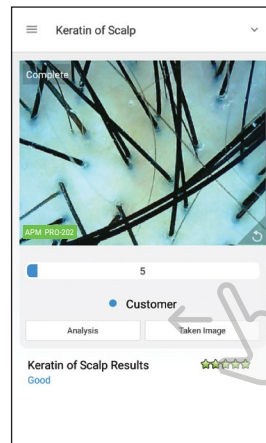 Keratin of Scalp
Complete
APM PRO-202
5
Customer
Analysis
Taken Image
Keratin of Scalp Results
Good